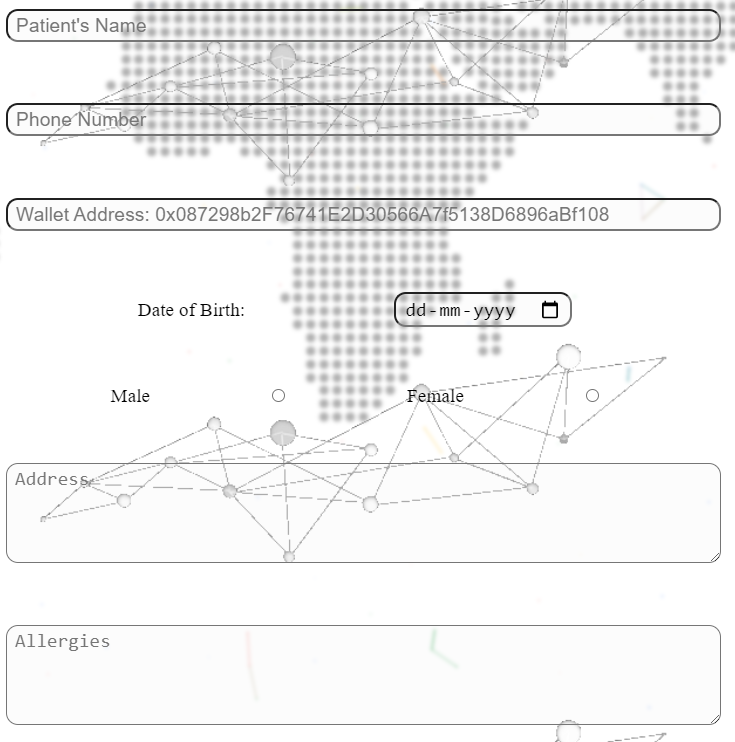 Patient's Name
Phone Number
Wallet Address: 0x087298b2F76741E2D30566A7f5138D6896aBf108
Date of Birth: dd-mm-yyyy
Male Female
Address
Allergies